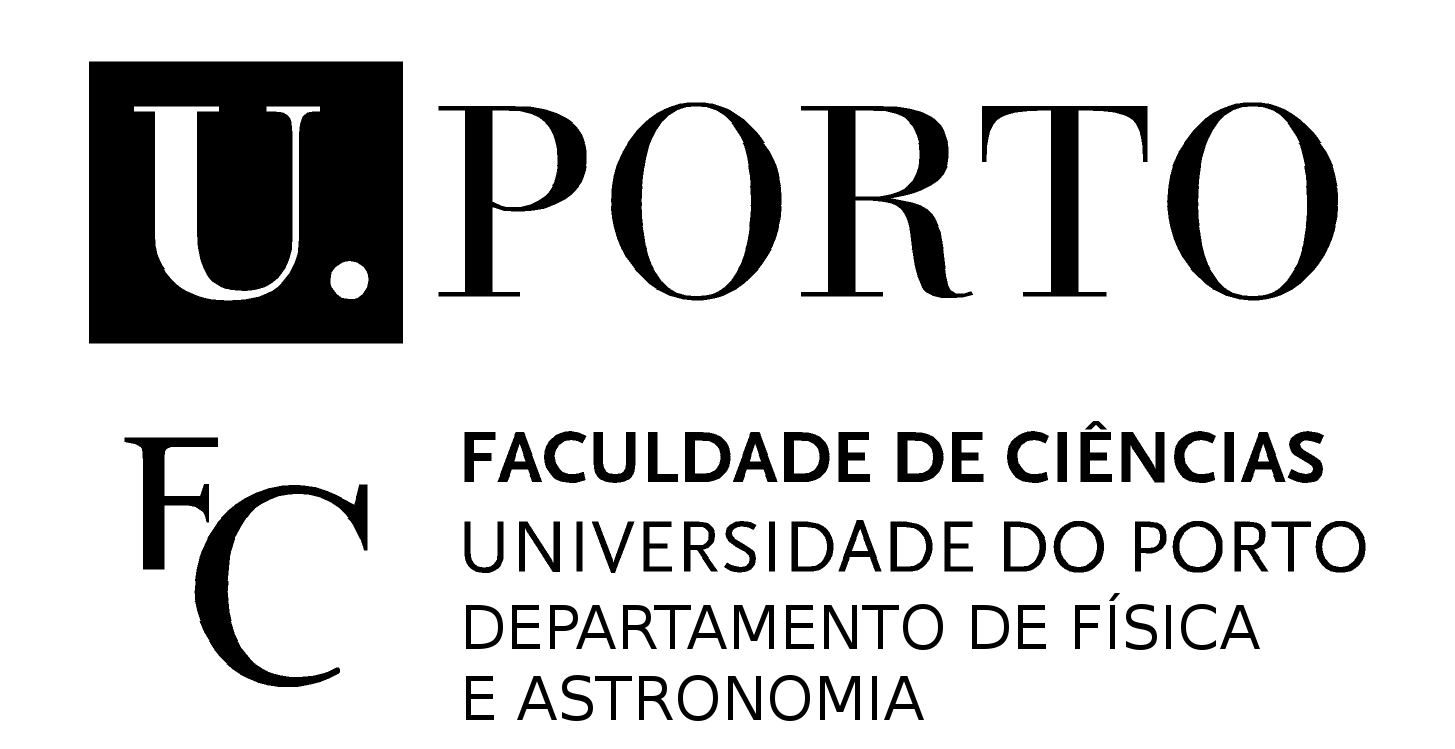 U. PORTO
FC
FACULDADE DE CIÊNCIAS
UNIVERSIDADE DO PORTO
DEPARTAMENTO DE FÍSICA
E ASTRONOMIA